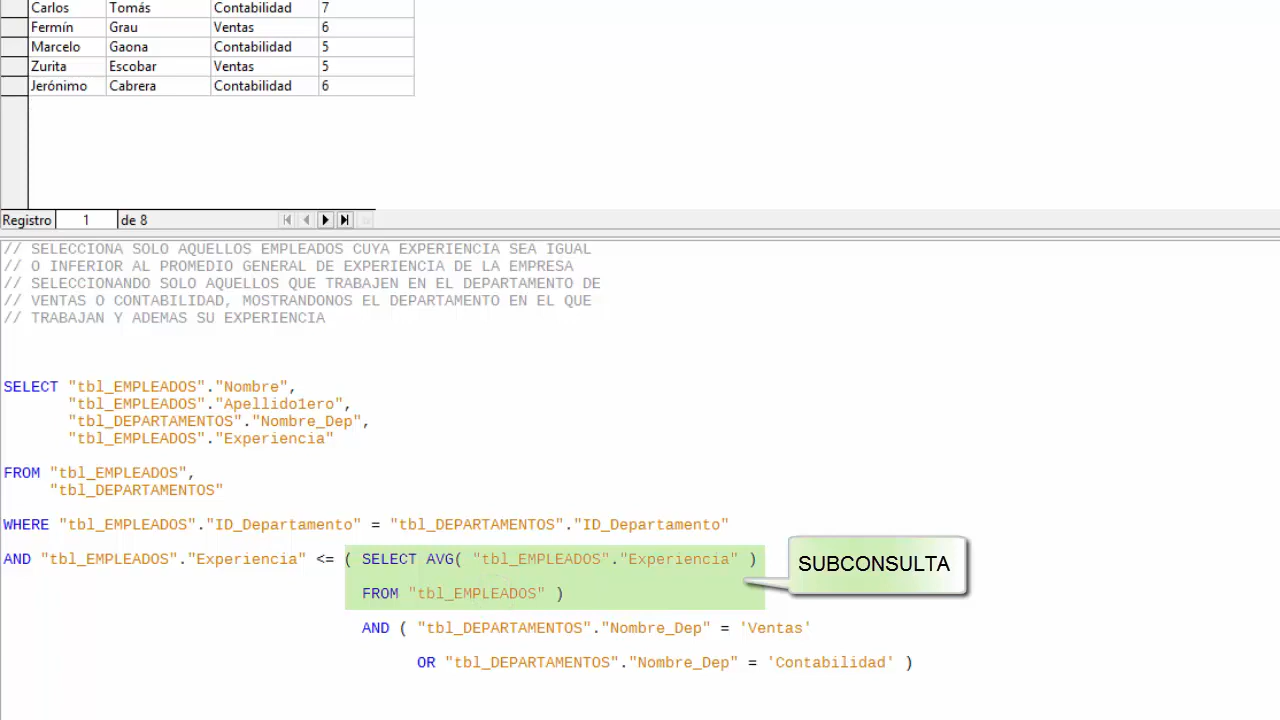 Carlos Tomás Contabilidad 7
Fermín Grau Ventas 6
Marcelo Gaona Contabilidad 5
Zurita Escobar Ventas 5
Jerónimo Cabrera Contabilidad 6
Registro 1 de 8
// SELECCIONA SOLO AQUELLOS EMPLEADOS CUYA EXPERIENCIA SEA IGUAL
// O INFERIOR AL PROMEDIO GENERAL DE EXPERIENCIA DE LA EMPRESA
// SELECCIONANDO SOLO AQUELLOS QUE TRABAJEN EN EL DEPARTAMENTO DE
// VENTAS O CONTABILIDAD, MOSTRANDONOS EL DEPARTAMENTO EN EL QUE
// TRABAJAN Y ADEMAS SU EXPERIENCIA
SELECT "tbl_EMPLEADOS"."Nombre",
"tbl_EMPLEADOS"."Apellido1ero",
"tbl_DEPARTAMENTOS"."Nombre_Dep",
"tbl_EMPLEADOS"."Experiencia"
FROM "tbl_EMPLEADOS",
"tbl_DEPARTAMENTOS"
WHERE "tbl_EMPLEADOS"."ID_Departamento" = "tbl_DEPARTAMENTOS"."ID_Departamento"
AND "tbl_EMPLEADOS"."Experiencia" <= ( SELECT AVG( "tbl_EMPLEADOS"."Experiencia" )
SUBCONSULTA
FROM "tbl_EMPLEADOS" )
AND ( "tbl_DEPARTAMENTOS"."Nombre_Dep" = 'Ventas'
OR "tbl_DEPARTAMENTOS"."Nombre_Dep" = 'Contabilidad' )